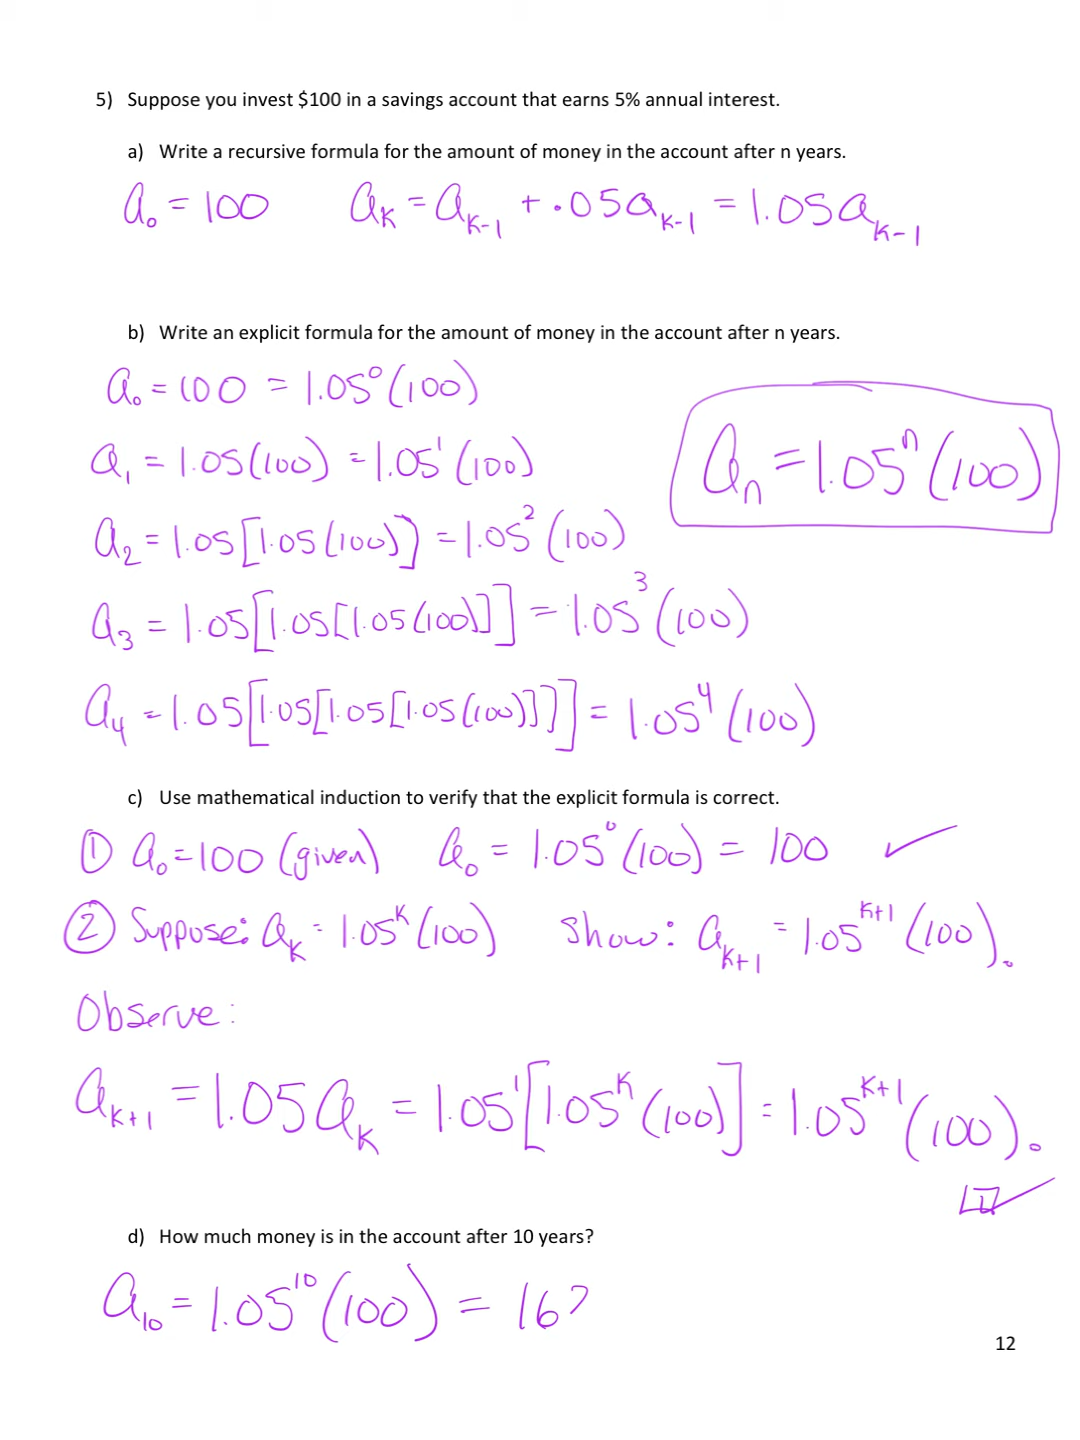 5) Suppose you invest $100 in a savings account that earns 5% annual interest.
a) Write a recursive formula for the amount of money in the account after n years.
a₀ = 100 aₖ = aₖ₋₁ + .05aₖ₋₁ = 1.05aₖ₋₁
b) Write an explicit formula for the amount of money in the account after n years.
a₀ = 100 = 1.05⁰(100)
a₁ = 1.05(100) = 1.05¹(100)
aₙ = 1.05ⁿ(100)
a₂ = 1.05[1.05(100)] = 1.05²(100)
a₃ = 1.05[1.05[1.05(100)]] = 1.05³(100)
a₄ = 1.05[1.05[1.05[1.05(100)]]] = 1.05⁴(100)
c) Use mathematical induction to verify that the explicit formula is correct.
① a₀ = 100 (given) a₀ = 1.05⁰(100) = 100 ✓
② Suppose: aₖ = 1.05ᵏ(100) Show: aₖ₊₁ = 1.05ᵏ⁺¹(100).
Observe:
aₖ₊₁ = 1.05aₖ = 1.05¹[1.05ᵏ(100)] = 1.05ᵏ⁺¹(100).
d) How much money is in the account after 10 years?
a₁₀ = 1.05¹⁰(100) = 16
12